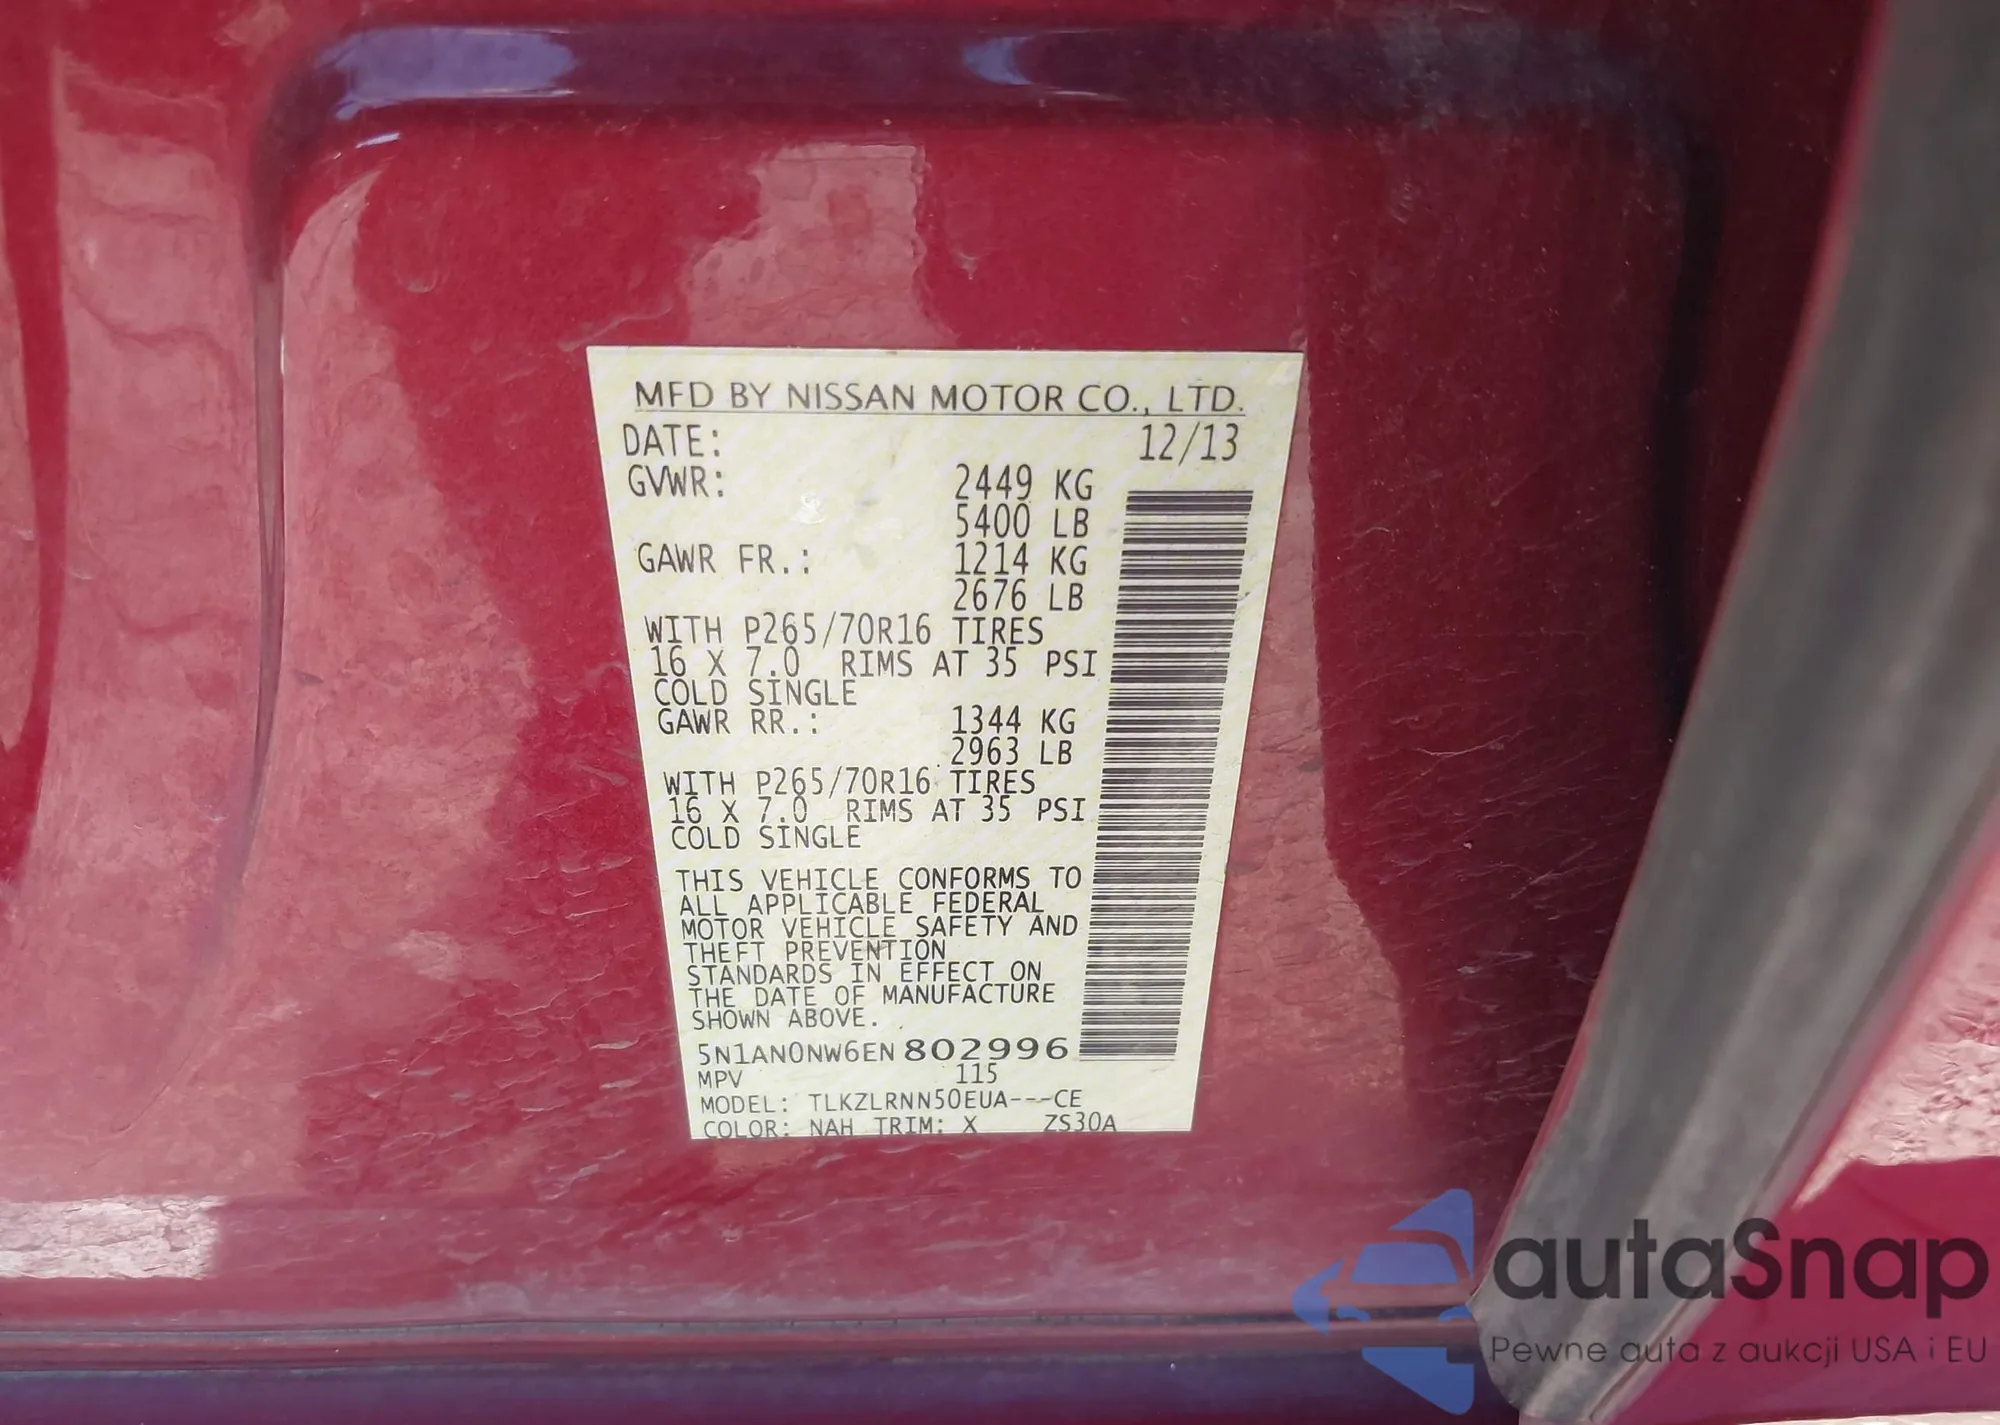 MFD BY NISSAN MOTOR CO., LTD.
DATE: 12/13
GVWR: 2449 KG
5400 LB
GAWR FR.: 1214 KG
2676 LB
WITH P265/70R16 TIRES
16 X 7.0 RIMS AT 35 PSI
COLD SINGLE
GAWR RR.: 1344 KG
2963 LB
WITH P265/70R16 TIRES
16 X 7.0 RIMS AT 35 PSI
COLD SINGLE
THIS VEHICLE CONFORMS TO
ALL APPLICABLE FEDERAL
MOTOR VEHICLE SAFETY AND
THEFT PREVENTION
STANDARDS IN EFFECT ON
THE DATE OF MANUFACTURE
SHOWN ABOVE.
5N1AN0NW6EN802996
MPV 115
MODEL: TLKZLRNN50EUA---CE
COLOR: NAH TRIM: X ZS30A
autaSnap
Pewne auta z aukcji USA i EU